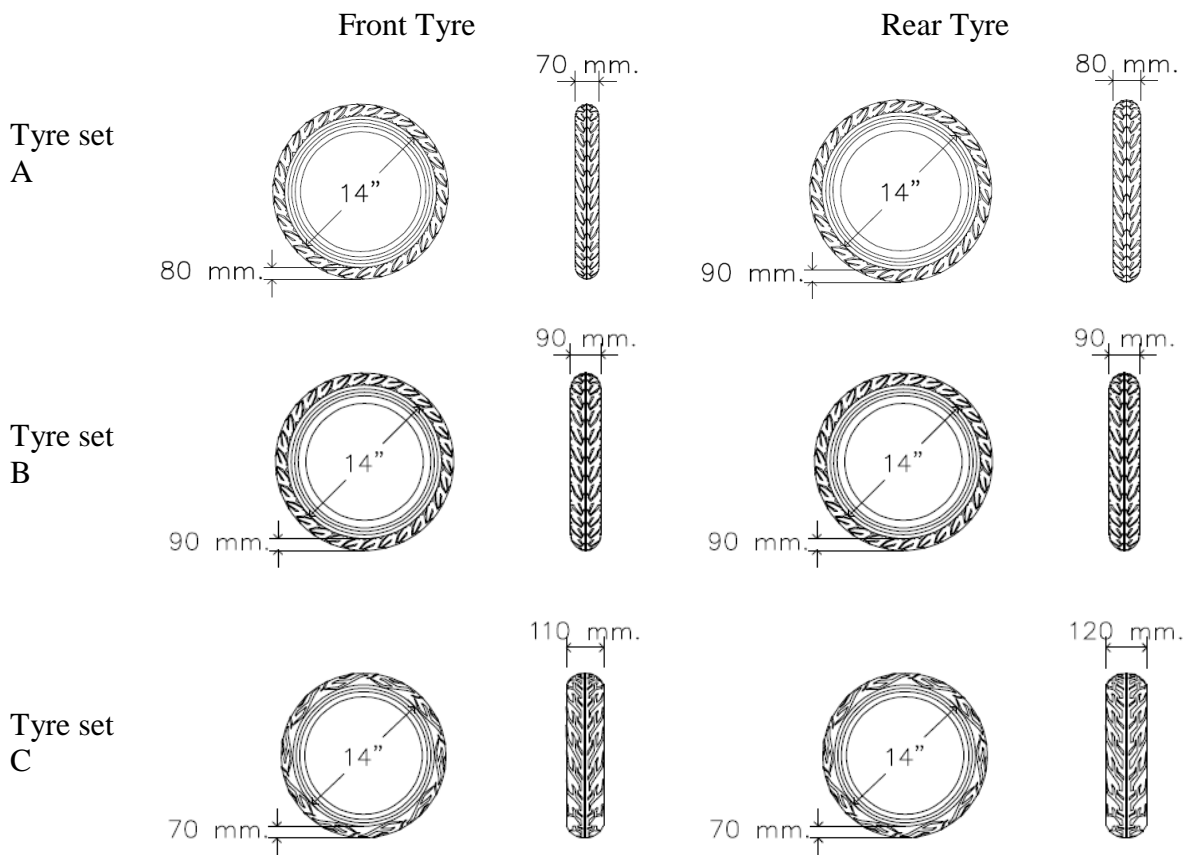 Front Tyre
Rear Tyre
Tyre set
A
70 mm.
14”
80 mm.
80 mm.
14”
90 mm.
Tyre set
B
90 mm.
14”
90 mm.
90 mm.
14”
90 mm.
Tyre set
C
110 mm.
14”
70 mm.
120 mm.
14”
70 mm.